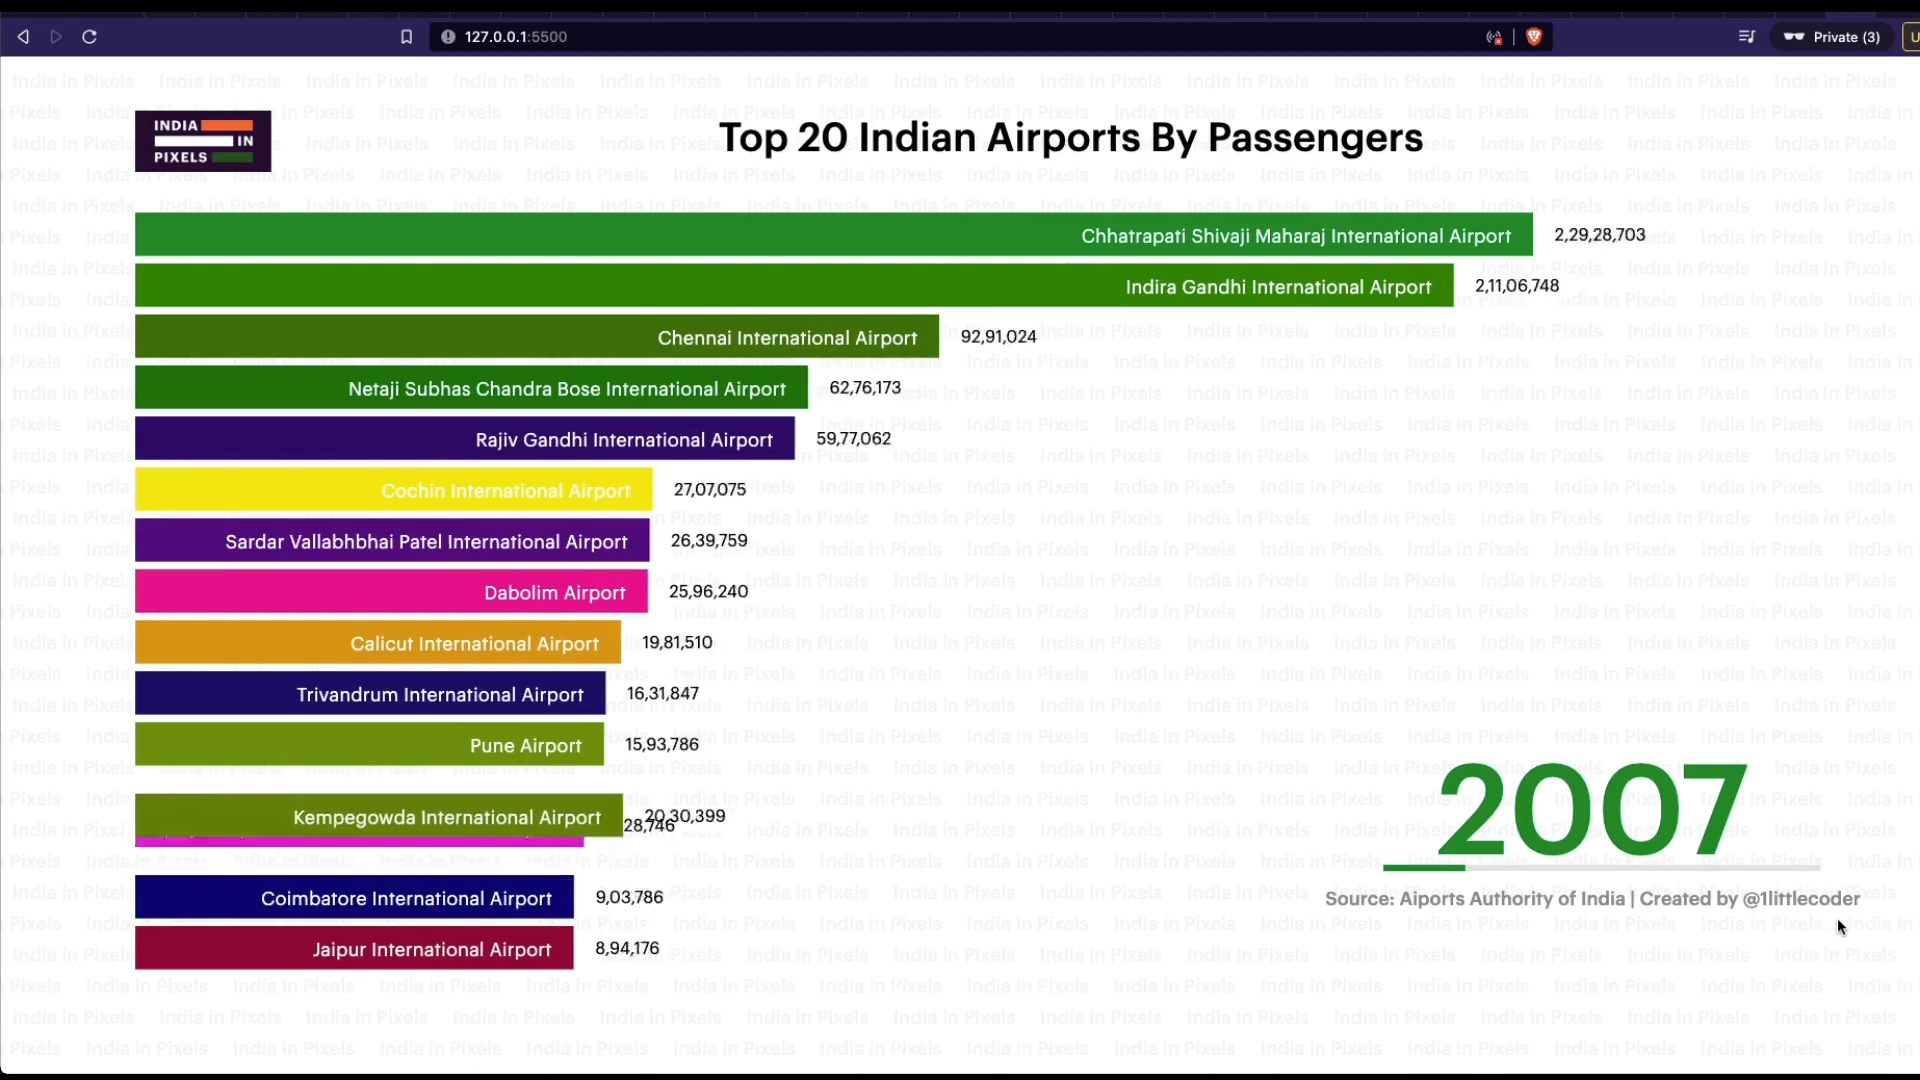 127.0.0.1:5500
Private (3)
U
INDIA
IN
PIXELS
Top 20 Indian Airports By Passengers
Chhatrapati Shivaji Maharaj International Airport 2,29,28,703
Indira Gandhi International Airport 2,11,06,748
Chennai International Airport 92,91,024
Netaji Subhas Chandra Bose International Airport 62,76,173
Rajiv Gandhi International Airport 59,77,062
Cochin International Airport 27,07,075
Sardar Vallabhbhai Patel International Airport 26,39,759
Dabolim Airport 25,96,240
Calicut International Airport 19,81,510
Trivandrum International Airport 16,31,847
Pune Airport 15,93,786
Kempegowda International Airport 20,30,399
28,746
Coimbatore International Airport 9,03,786
Jaipur International Airport 8,94,176
2007
Source: Aiports Authority of India | Created by @1littlecoder
India in Pixels